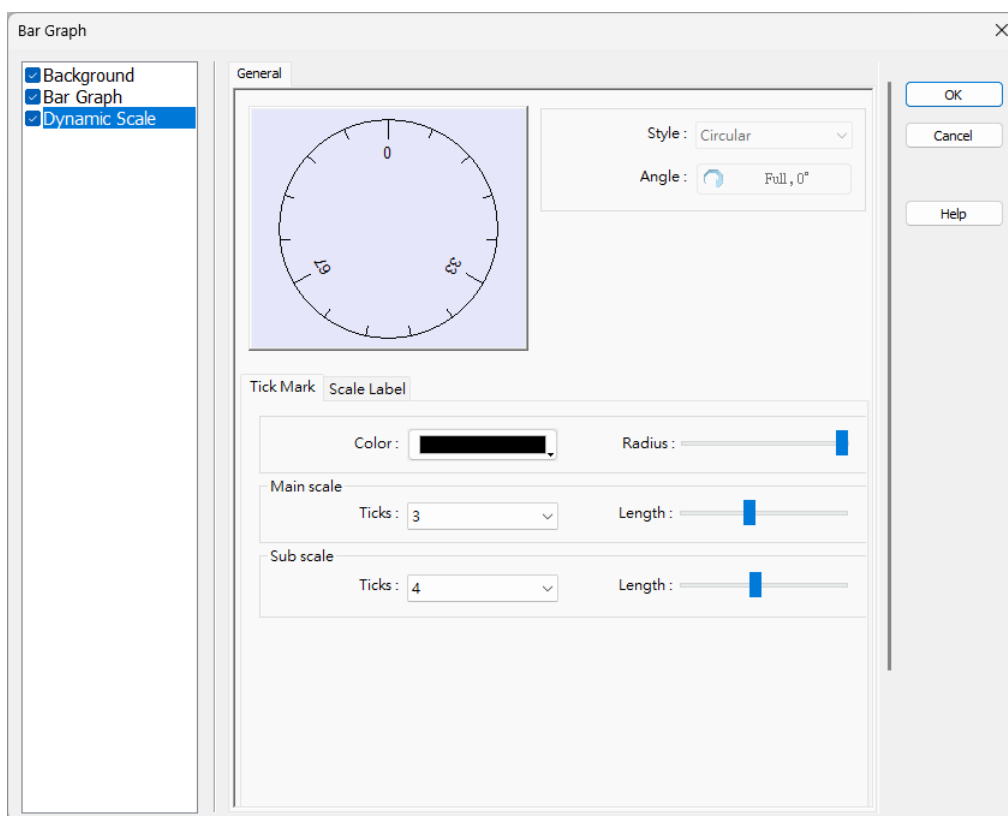 Bar Graph
Background
Bar Graph
Dynamic Scale
General
0
33
67
Style :
Circular
Angle :
Full,0°
OK
Cancel
Help
Tick Mark
Scale Label
Color :
Radius :
Main scale
Ticks :
3
Length :
Sub scale
Ticks :
4
Length :